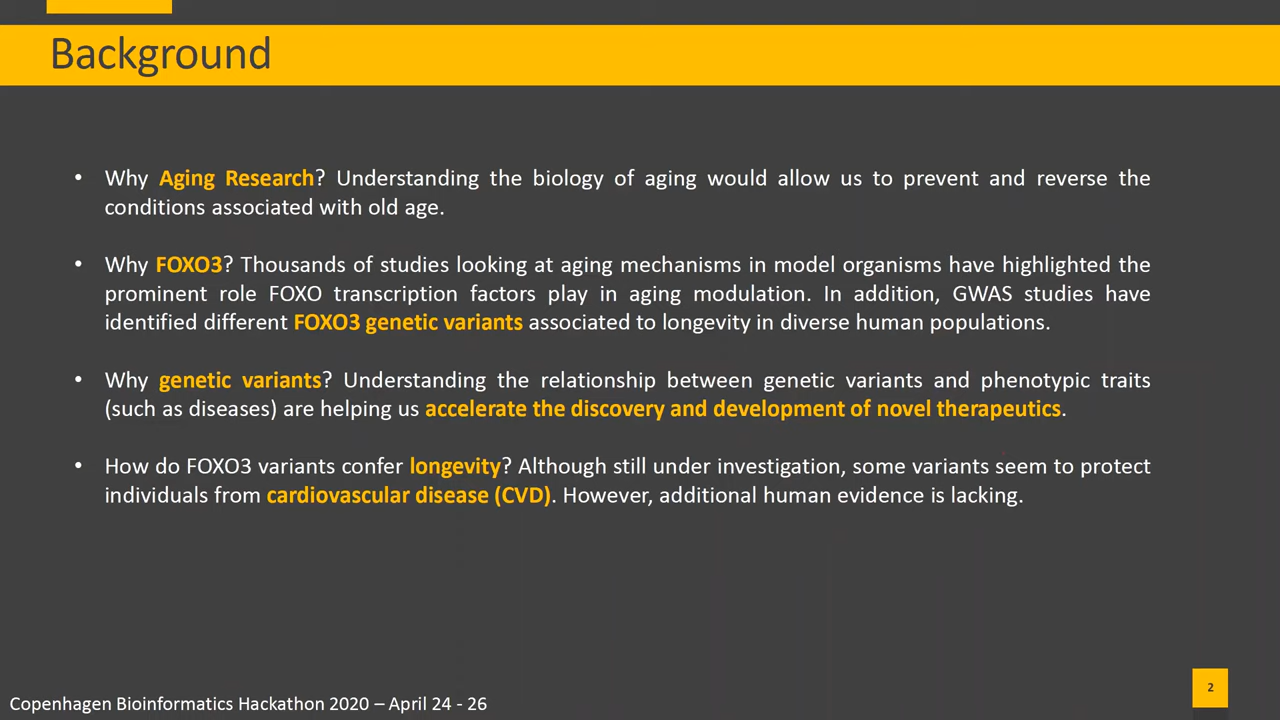 Background
• Why Aging Research? Understanding the biology of aging would allow us to prevent and reverse the
conditions associated with old age.
• Why FOXO3? Thousands of studies looking at aging mechanisms in model organisms have highlighted the
prominent role FOXO transcription factors play in aging modulation. In addition, GWAS studies have
identified different FOXO3 genetic variants associated to longevity in diverse human populations.
• Why genetic variants? Understanding the relationship between genetic variants and phenotypic traits
(such as diseases) are helping us accelerate the discovery and development of novel therapeutics.
• How do FOXO3 variants confer longevity? Although still under investigation, some variants seem to protect
individuals from cardiovascular disease (CVD). However, additional human evidence is lacking.
2
Copenhagen Bioinformatics Hackathon 2020 – April 24 - 26